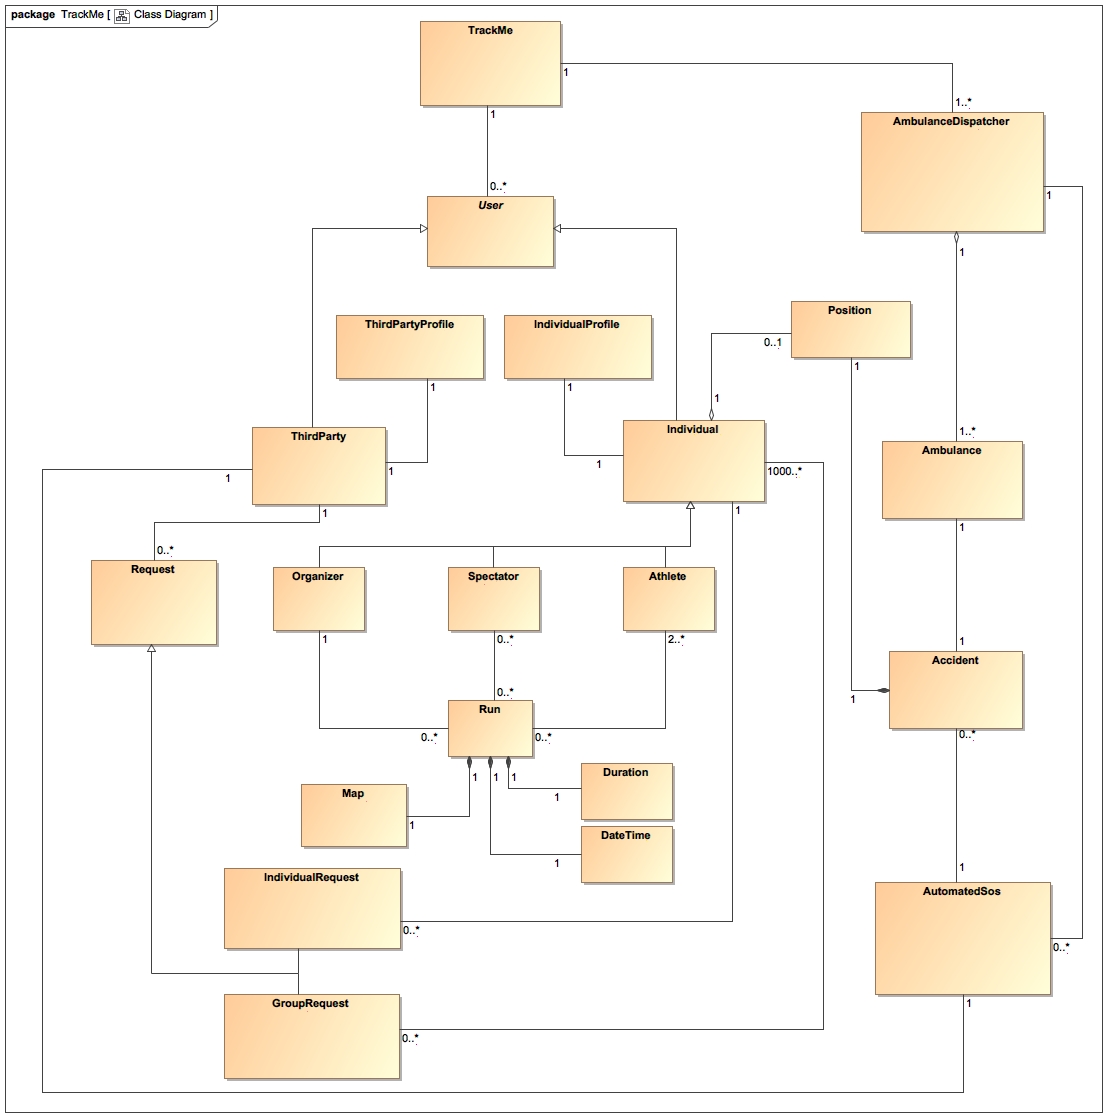 package TrackMe [ Class Diagram ]
TrackMe
1
1
1..*
AmbulanceDispatcher
1
0..*
User
1
Position
ThirdPartyProfile
IndividualProfile
0..1
1
1
1
1
ThirdParty
Individual
1..*
Ambulance
1
1
1
1000..*
1
1
1
0..*
Request
Organizer
Spectator
Athlete
1
0..*
2..*
1
Accident
0..*
1
Run
0..*
0..*
0..*
1
1
1
Duration
Map
1
1
DateTime
1
1
IndividualRequest
AutomatedSos
0..*
0..*
GroupRequest
1
0..*